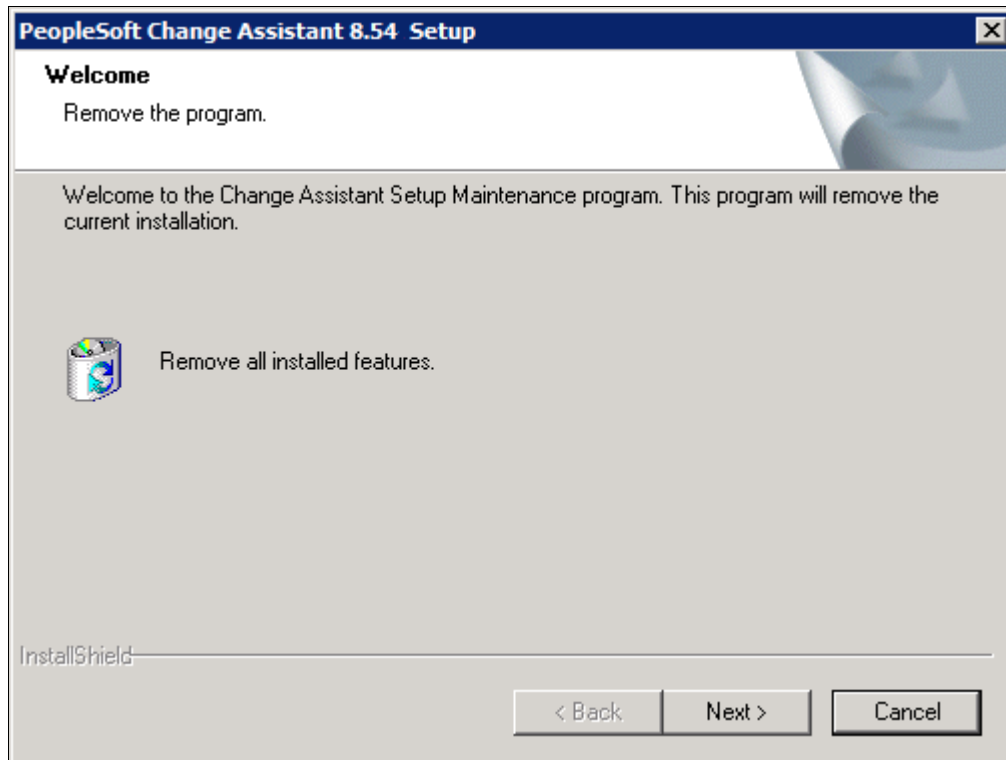 PeopleSoft Change Assistant 8.54 Setup
Welcome
Remove the program.
Welcome to the Change Assistant Setup Maintenance program. This program will remove the
current installation.
Remove all installed features.
InstallShield
< Back
Next >
Cancel